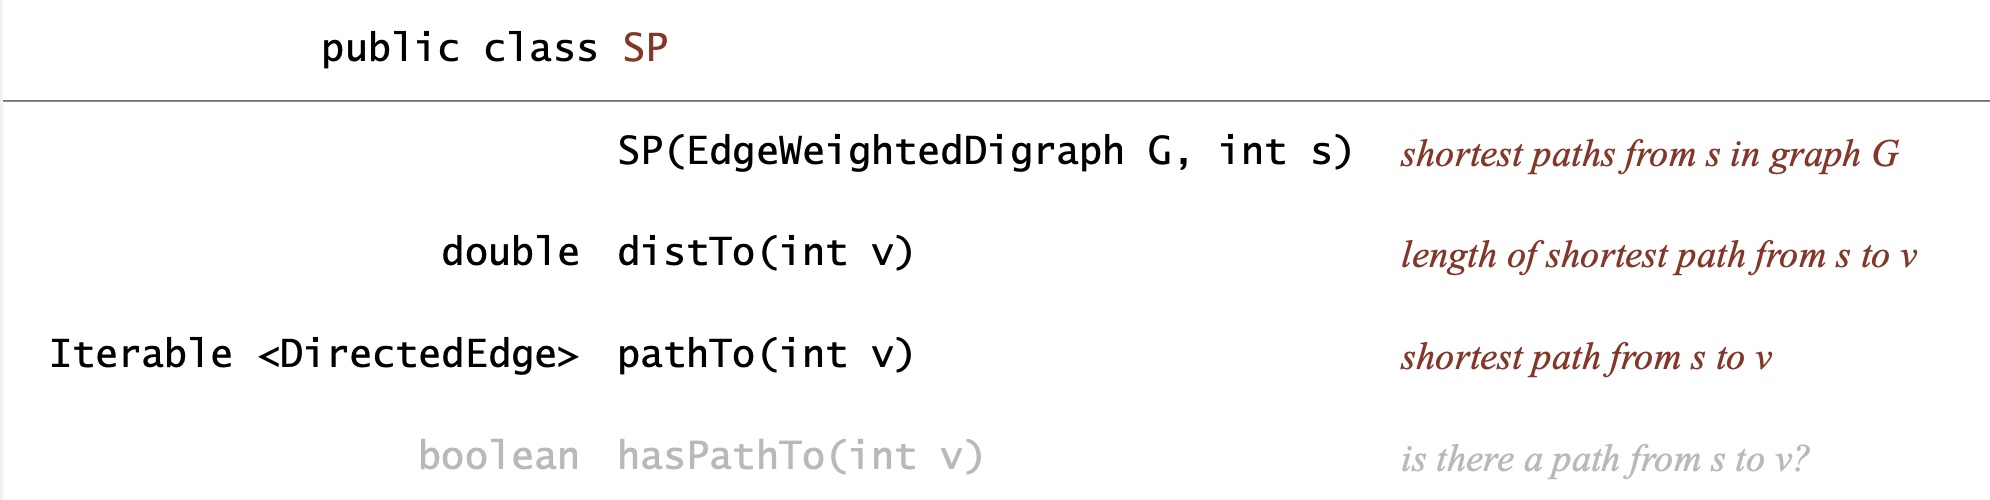 public class SP
SP(EdgeWeightedDigraph G, int s) shortest paths from s in graph G
double distTo(int v) length of shortest path from s to v
Iterable <DirectedEdge> pathTo(int v) shortest path from s to v
boolean hasPathTo(int v) is there a path from s to v?